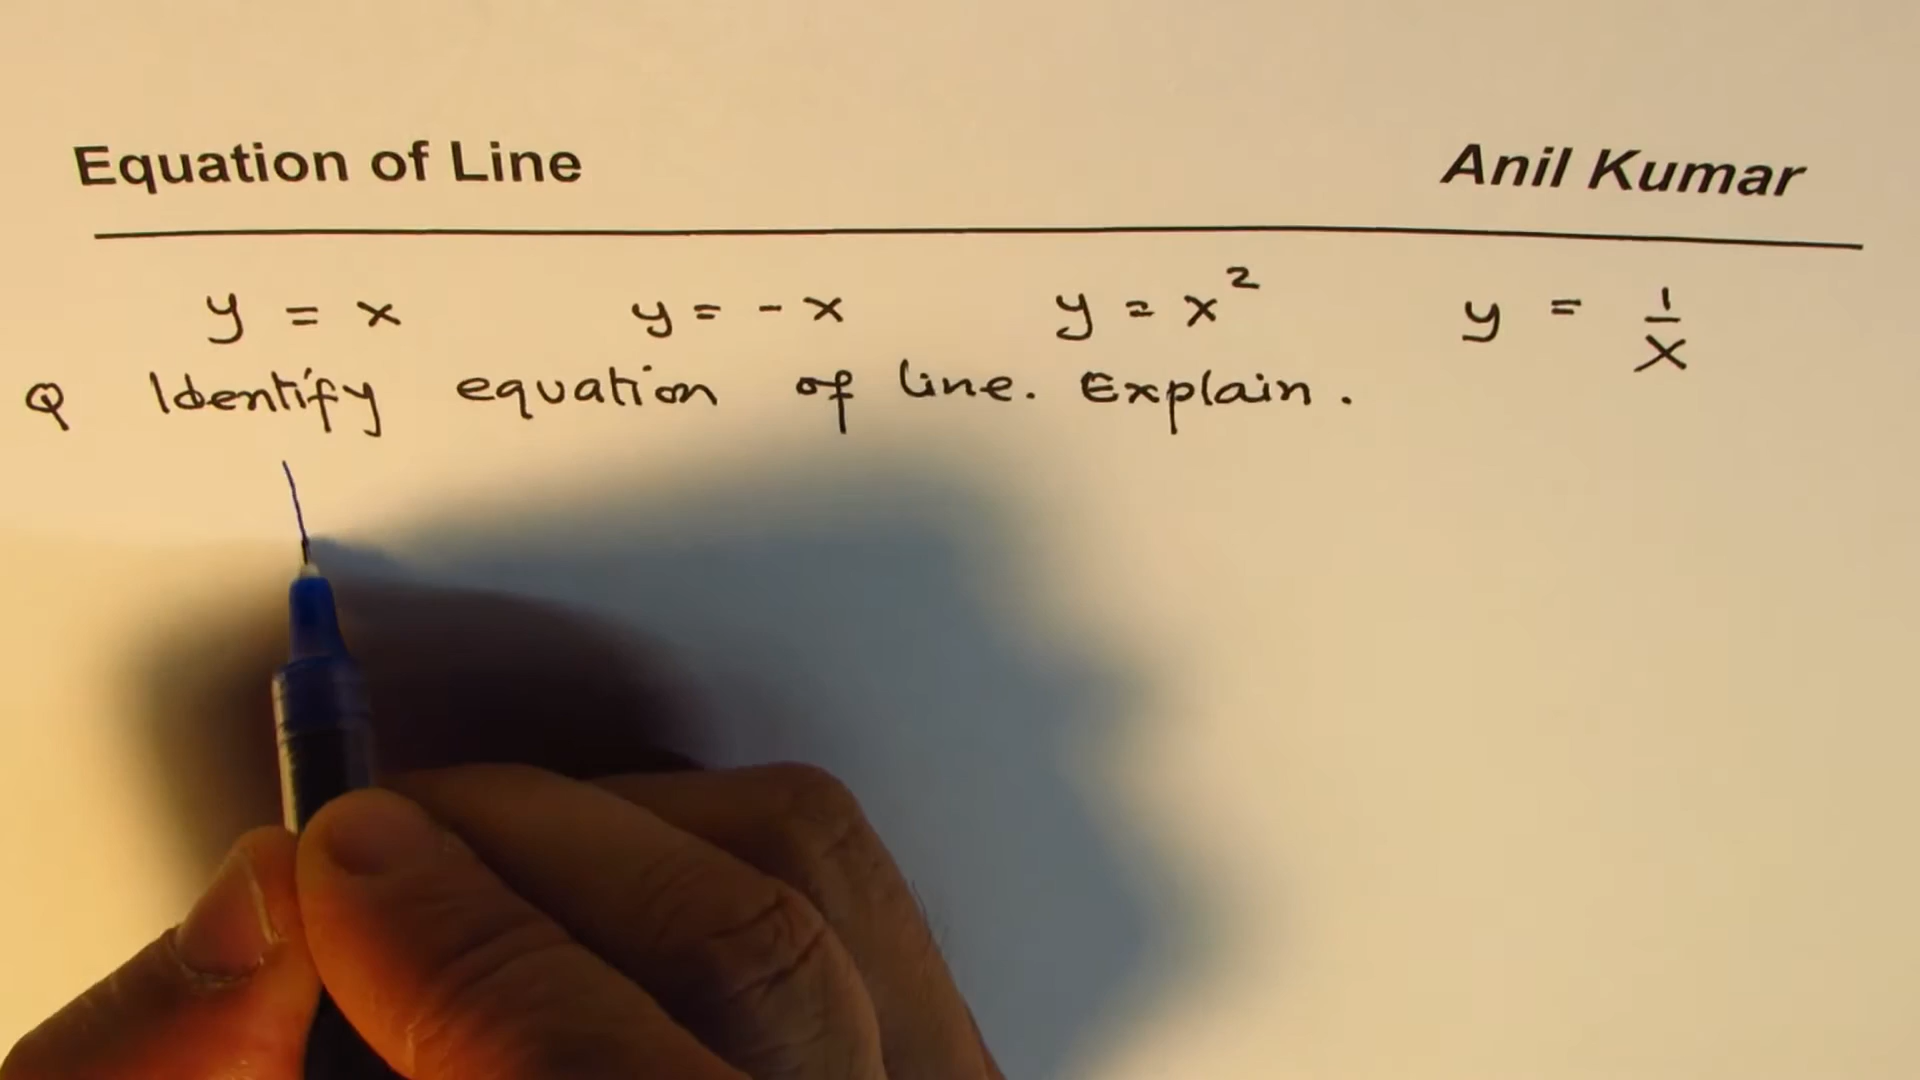 Equation of Line Anil Kumar
y = x y = - x y = x² y = 1/x
Q Identify equation of line. Explain.